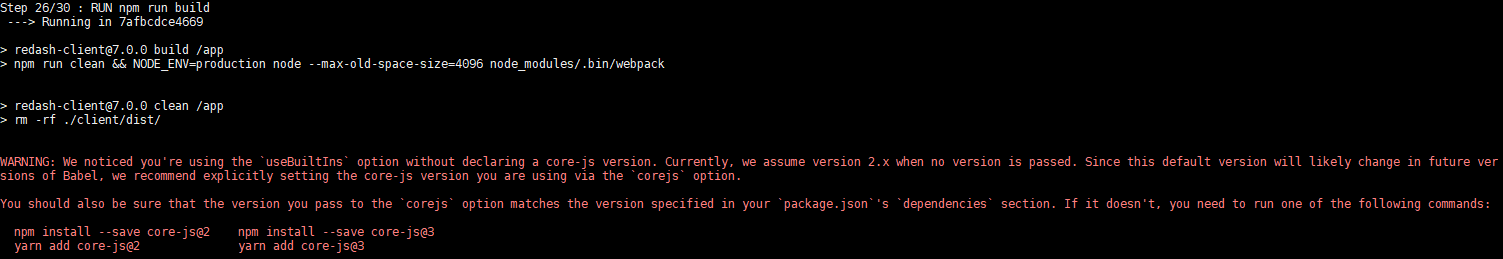 Step 26/30 : RUN npm run build
 ---> Running in 7afbcdce4669
> redash-client@7.0.0 build /app
> npm run clean && NODE_ENV=production node --max-old-space-size=4096 node_modules/.bin/webpack
> redash-client@7.0.0 clean /app
> rm -rf ./client/dist/
WARNING: We noticed you're using the `useBuiltIns` option without declaring a core-js version. Currently, we assume version 2.x when no version is passed. Since this default version will likely change in future ver
sions of Babel, we recommend explicitly setting the core-js version you are using via the `corejs` option.
You should also be sure that the version you pass to the `corejs` option matches the version specified in your `package.json`'s `dependencies` section. If it doesn't, you need to run one of the following commands:
  npm install --save core-js@2    npm install --save core-js@3
  yarn add core-js@2              yarn add core-js@3